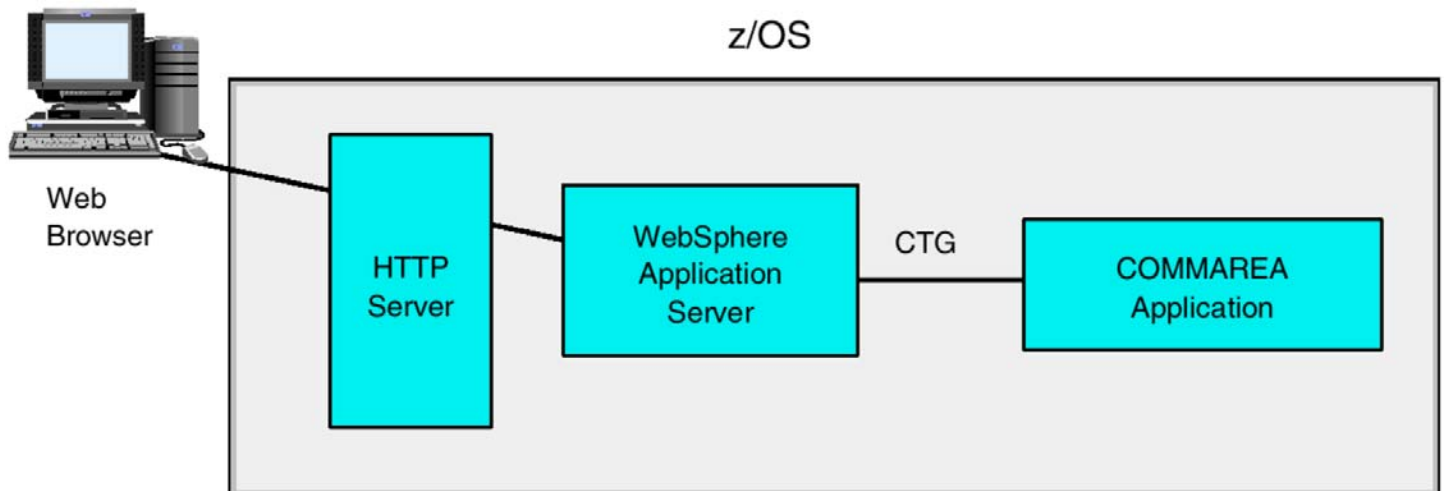 z/OS
Web
Browser
HTTP
Server
WebSphere
Application
Server
CTG
COMMAREA
Application